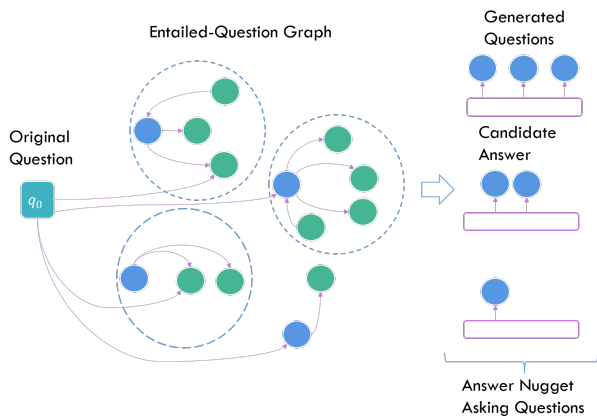 Entailed-Question Graph
Generated
Questions
Original
Question
q0
Candidate
Answer
Answer Nugget
Asking Questions